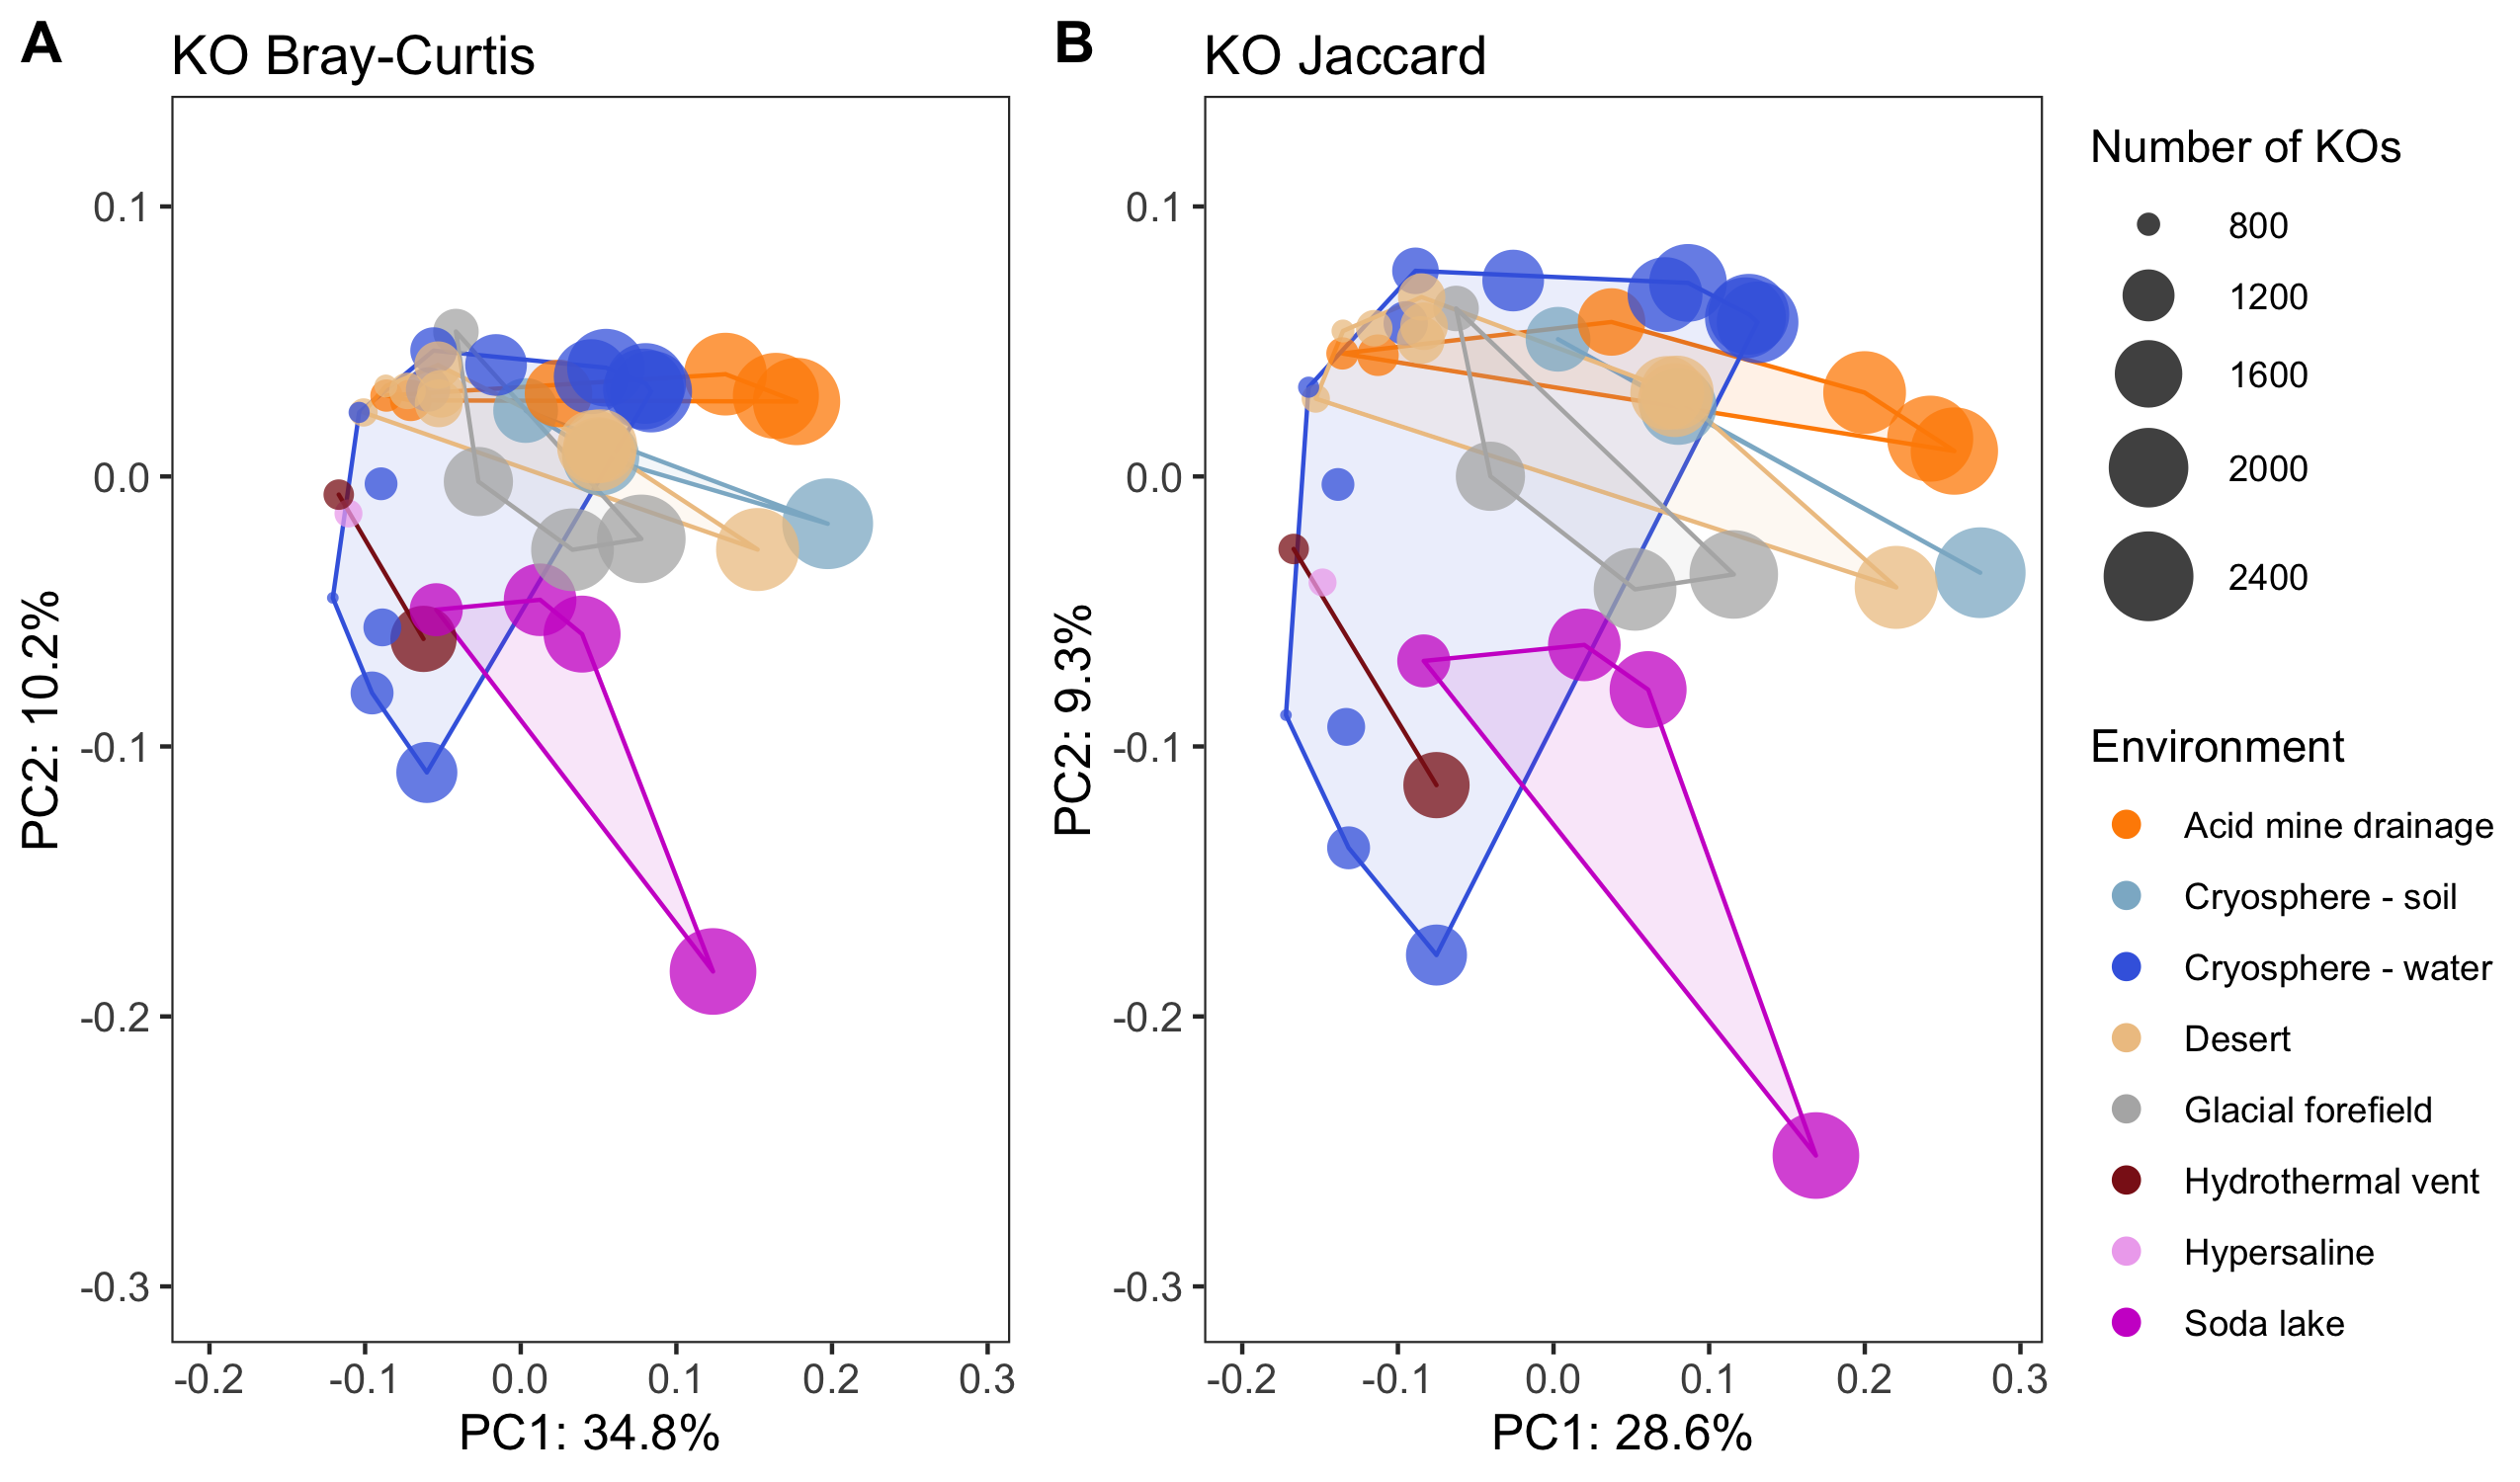 A
KO Bray-Curtis
PC2: 10.2%
0.1
0.0
-0.1
-0.2
-0.3
-0.2
-0.1
0.0
0.1
0.2
0.3
PC1: 34.8%
B
KO Jaccard
PC2: 9.3%
0.1
0.0
-0.1
-0.2
-0.3
-0.2
-0.1
0.0
0.1
0.2
0.3
PC1: 28.6%
Number of KOs
800
1200
1600
2000
2400
Environment
Acid mine drainage
Cryosphere - soil
Cryosphere - water
Desert
Glacial forefield
Hydrothermal vent
Hypersaline
Soda lake